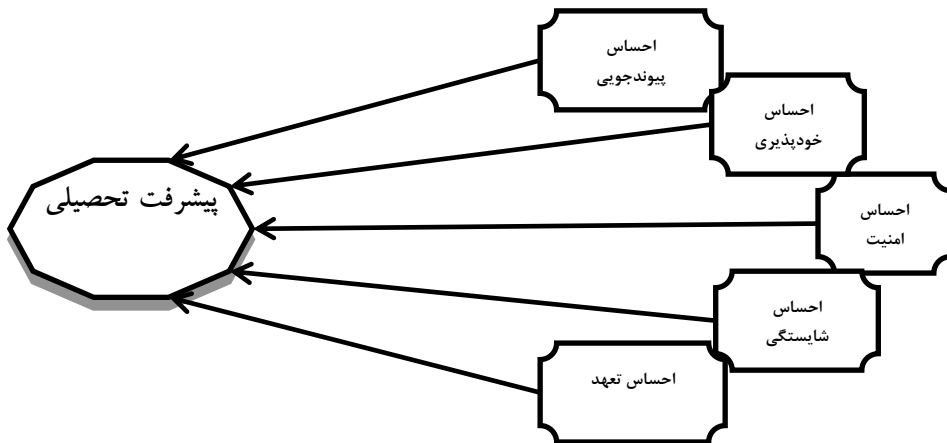 احساس
پیوندجویی
احساس
خودپذیری
پیشرفت تحصیلی
احساس
امنیت
احساس
شایستگی
احساس تعهد